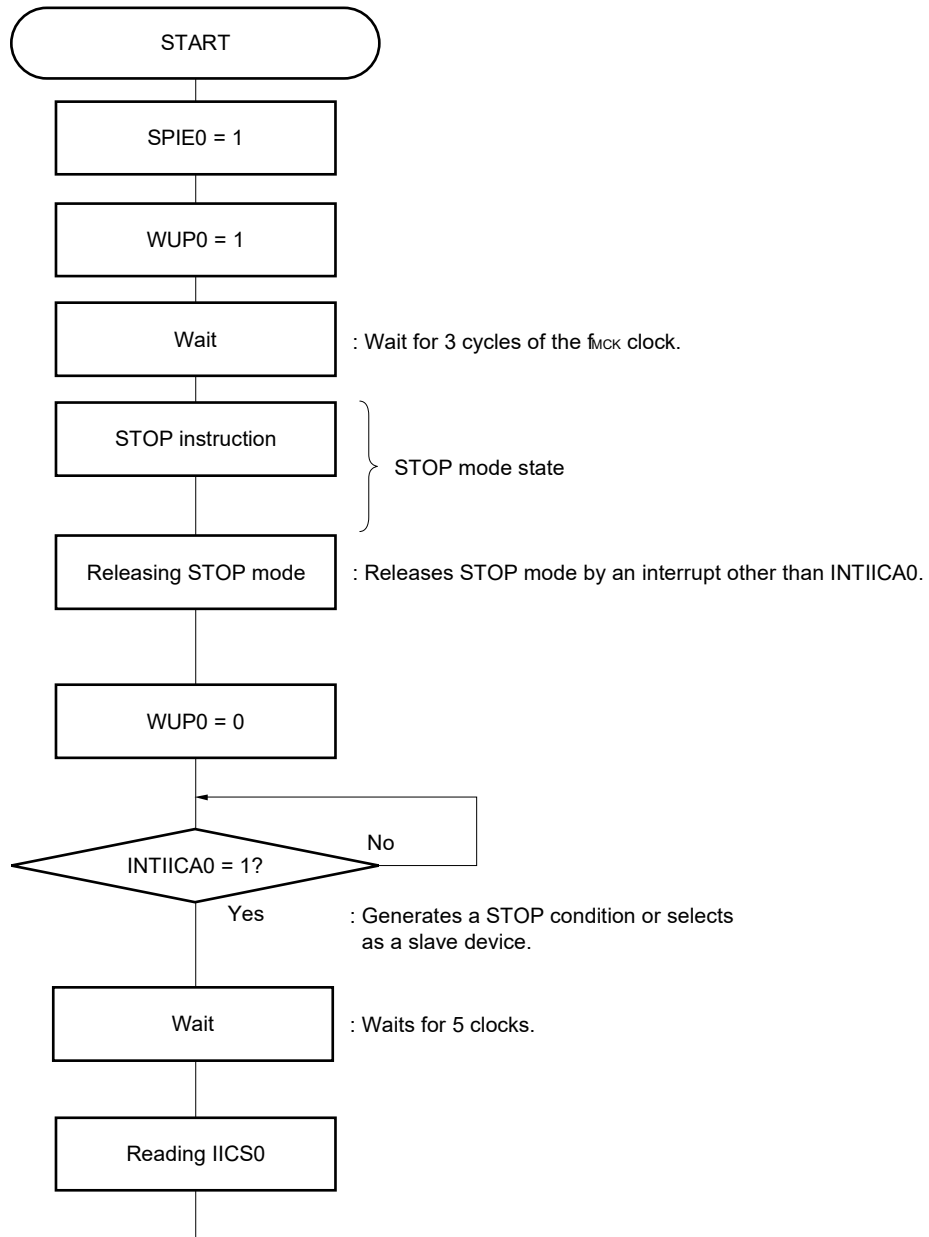 START
SPIE0 = 1
WUP0 = 1
Wait
: Wait for 3 cycles of the fMCK clock.
STOP instruction
STOP mode state
Releasing STOP mode
: Releases STOP mode by an interrupt other than INTIICA0.
WUP0 = 0
No
INTIICA0 = 1?
Yes
: Generates a STOP condition or selects
as a slave device.
Wait
: Waits for 5 clocks.
Reading IICS0